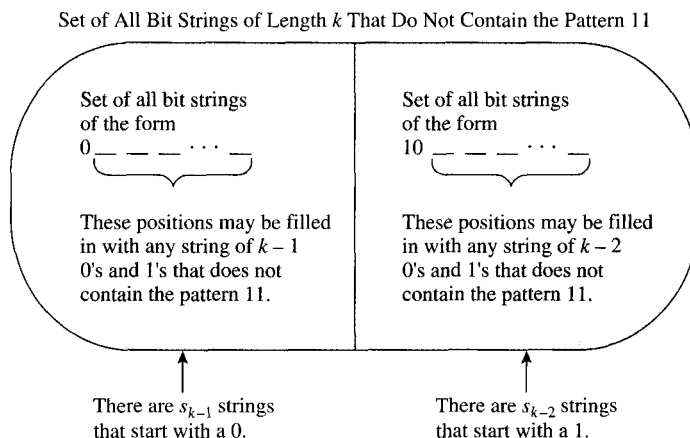 Set of All Bit Strings of Length k That Do Not Contain the Pattern 11
Set of all bit strings
of the form
0 _ _ _ ··· _
These positions may be filled
in with any string of k − 1
0's and 1's that does not
contain the pattern 11.
Set of all bit strings
of the form
10 _ _ _ ··· _
These positions may be filled
in with any string of k − 2
0's and 1's that does not
contain the pattern 11.
There are s_{k−1} strings
that start with a 0.
There are s_{k−2} strings
that start with a 1.